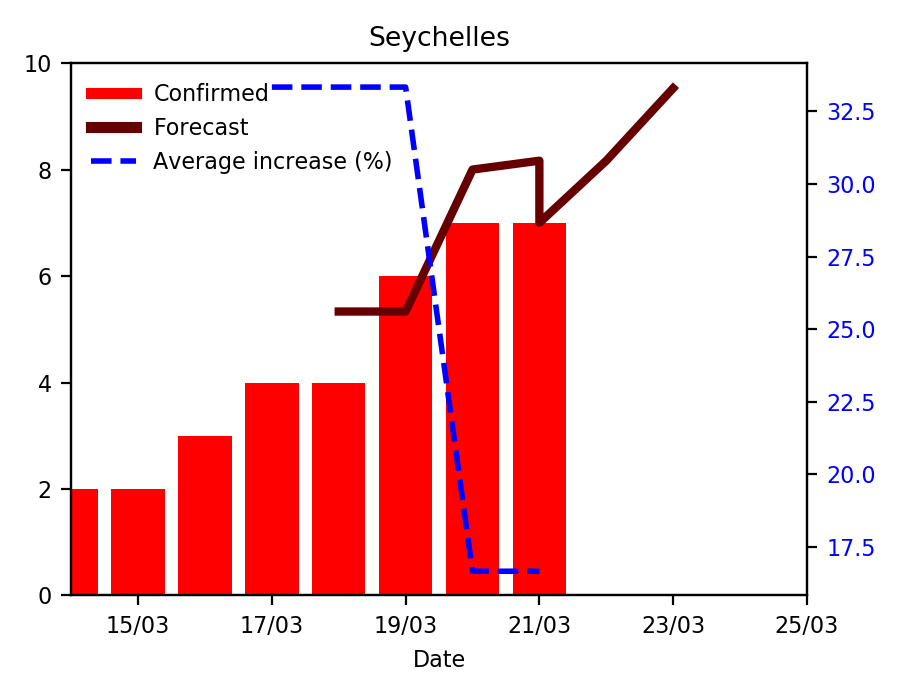 Seychelles
Confirmed
Forecast
Average increase (%)
10
8
6
4
2
0
32.5
30.0
27.5
25.0
22.5
20.0
17.5
15/03 17/03 19/03 21/03 23/03 25/03
Date